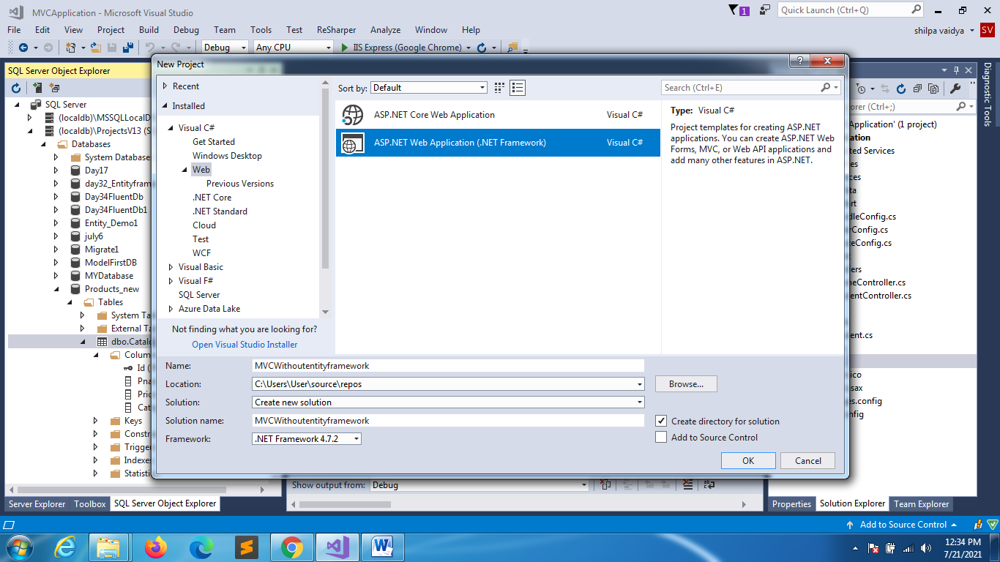 MVCApplication - Microsoft Visual Studio
1
Quick Launch (Ctrl+Q)
File Edit View Project Build Debug Team Tools Test ReSharper Analyze Window Help
shilpa vaidya SV
Debug Any CPU IIS Express (Google Chrome)
New Project
SQL Server Object Explorer
SQL Server
(localdb)\MSSQLLocalD
(localdb)\ProjectsV13 (S
Databases
System Database
Day17
day32_Entityfram
Day34FluentDb
Day34FluentDb1
Entity_Demo1
july6
Migrate1
ModelFirstDB
MYDatabase
Products_new
Tables
System Ta
External Ta
dbo.Catalo
Colum
Id (
Pna
Pric
Cat
Keys
Constr
Trigge
Indexe
Statisti
Server Explorer Toolbox SQL Server Object Explorer
Recent
Installed
Visual C#
Get Started
Windows Desktop
Web
Previous Versions
.NET Core
.NET Standard
Cloud
Test
WCF
Visual Basic
Visual F#
SQL Server
Azure Data Lake
Not finding what you are looking for?
Open Visual Studio Installer
Sort by: Default
Search (Ctrl+E)
ASP.NET Core Web Application Visual C#
ASP.NET Web Application (.NET Framework) Visual C#
Type: Visual C#
Project templates for creating ASP.NET
applications. You can create ASP.NET Web
Forms, MVC, or Web API applications and
add many other features in ASP.NET.
Name: MVCWithoutentityframework
Location: C:\Users\User\source\repos Browse...
Solution: Create new solution
Solution name: MVCWithoutentityframework
Create directory for solution
Framework: .NET Framework 4.7.2
Add to Source Control
OK Cancel
Show output from: Debug
Diagnostic Tools
orer (Ctrl+;)
Application' (1 project)
cation
ted Services
es
ces
ta
rt
dleConfig.cs
rConfig.cs
teConfig.cs
ers
neController.cs
entController.cs
ent.cs
ico
sax
es.config
nfig
Properties Solution Explorer Team Explorer
Add to Source Control
12:34 PM
7/21/2021